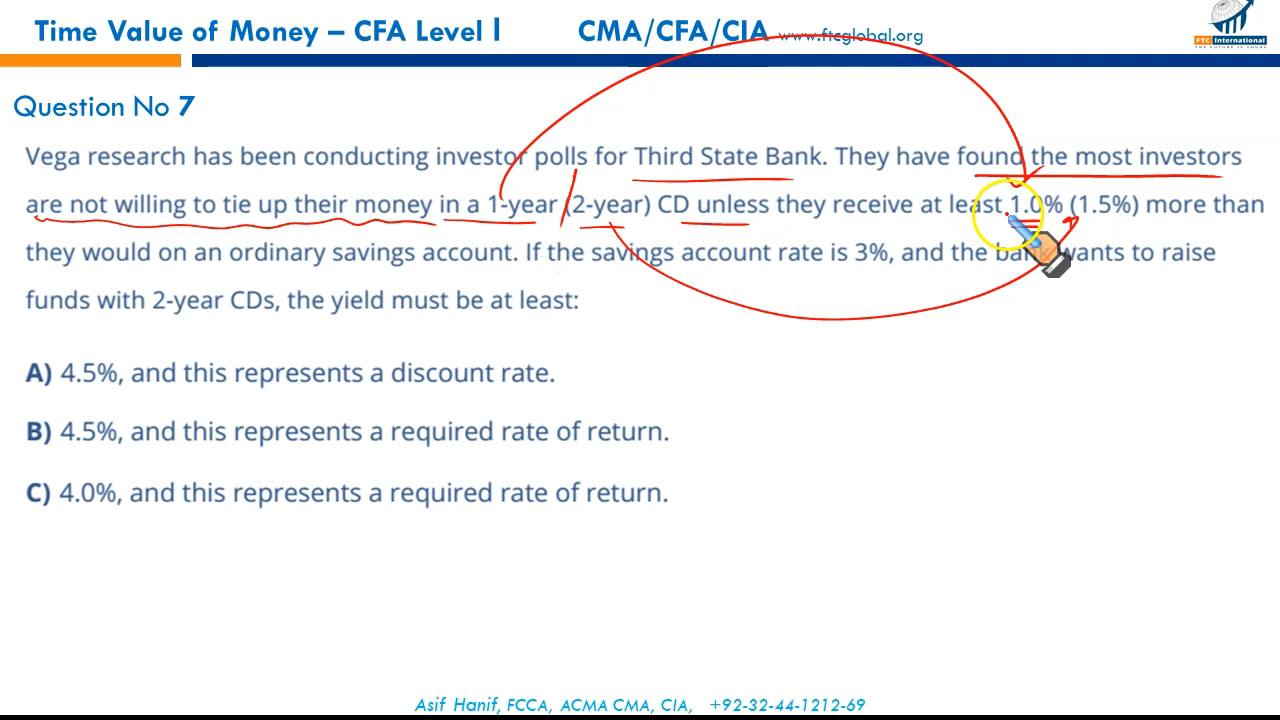 Time Value of Money – CFA Level I CMA/CFA/CIA www.ftcglobal.org
FTC International
THE FUTURE IS YOURS
Question No 7
Vega research has been conducting investor polls for Third State Bank. They have found the most investors
are not willing to tie up their money in a 1-year (2-year) CD unless they receive at least 1.0% (1.5%) more than
they would on an ordinary savings account. If the savings account rate is 3%, and the bank wants to raise
funds with 2-year CDs, the yield must be at least:
A) 4.5%, and this represents a discount rate.
B) 4.5%, and this represents a required rate of return.
C) 4.0%, and this represents a required rate of return.
Asif Hanif, FCCA, ACMA CMA, CIA, +92-32-44-1212-69